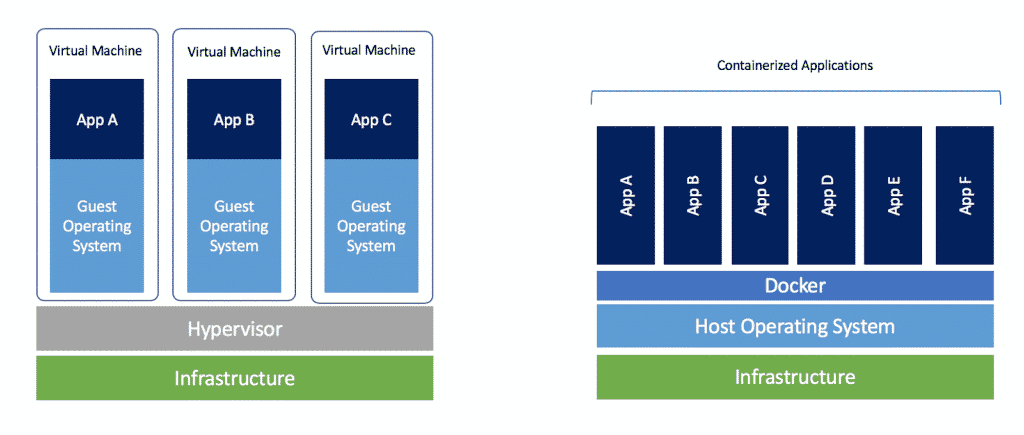 Virtual Machine
Virtual Machine
Virtual Machine
App A
App B
App C
Guest
Operating
System
Guest
Operating
System
Guest
Operating
System
Hypervisor
Infrastructure
Containerized Applications
App A
App B
App C
App D
App E
App F
Docker
Host Operating System
Infrastructure